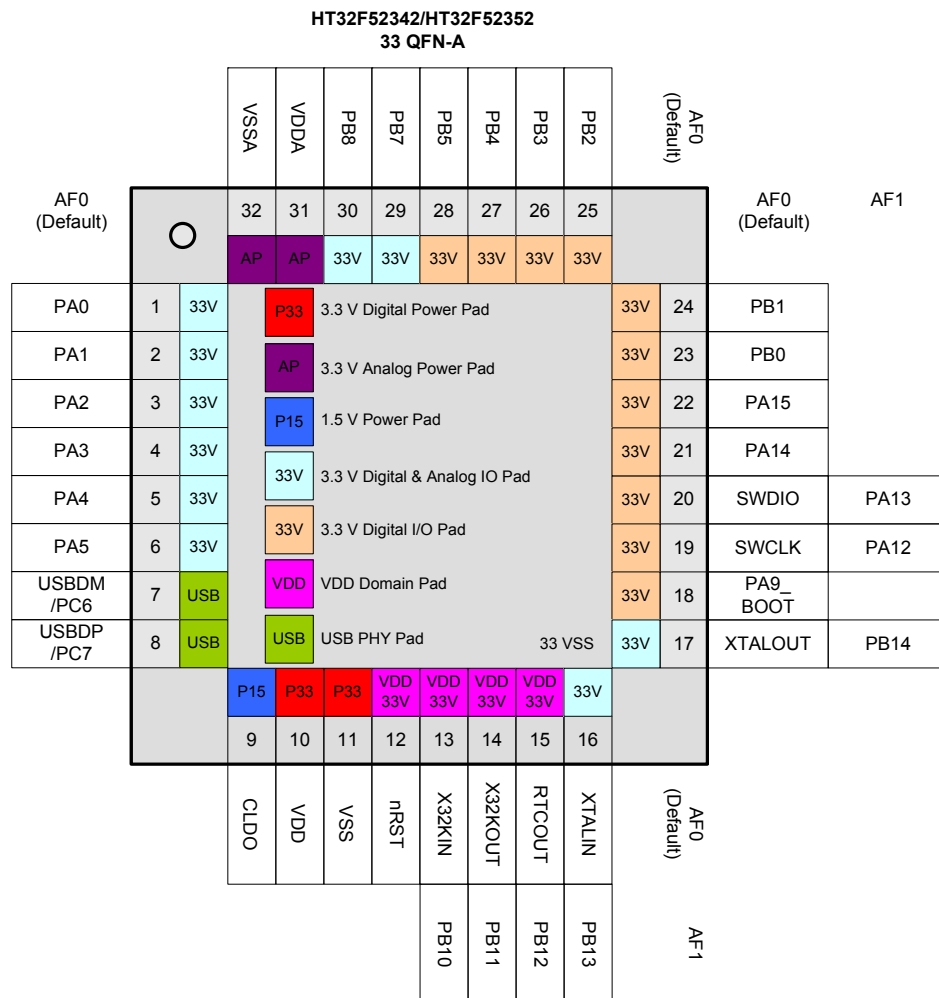 HT32F52342/HT32F52352
33 QFN-A
VSSA VDDA PB8 PB7 PB5 PB4 PB3 PB2
AF0
(Default)
AF0
(Default)
32 31 30 29 28 27 26 25
AF0
(Default)
AF1
AP AP 33V 33V 33V 33V 33V 33V
PA0 1 33V P33 3.3 V Digital Power Pad 33V 24 PB1
PA1 2 33V AP 3.3 V Analog Power Pad 33V 23 PB0
PA2 3 33V P15 1.5 V Power Pad 33V 22 PA15
PA3 4 33V 33V 3.3 V Digital & Analog IO Pad 33V 21 PA14
PA4 5 33V 33V 3.3 V Digital I/O Pad 33V 20 SWDIO PA13
PA5 6 33V 33V 19 SWCLK PA12
USBDM
/PC6
7 USB VDD VDD Domain Pad 33V 18
PA9_
BOOT
USBDP
/PC7
8 USB USB USB PHY Pad 33 VSS 33V 17 XTALOUT PB14
P15 P33 P33 VDD VDD VDD VDD 33V
33V 33V 33V 33V
9 10 11 12 13 14 15 16
CLDO VDD VSS nRST X32KIN X32KOUT RTCOUT XTALIN
AF0
(Default)
PB10 PB11 PB12 PB13 AF1